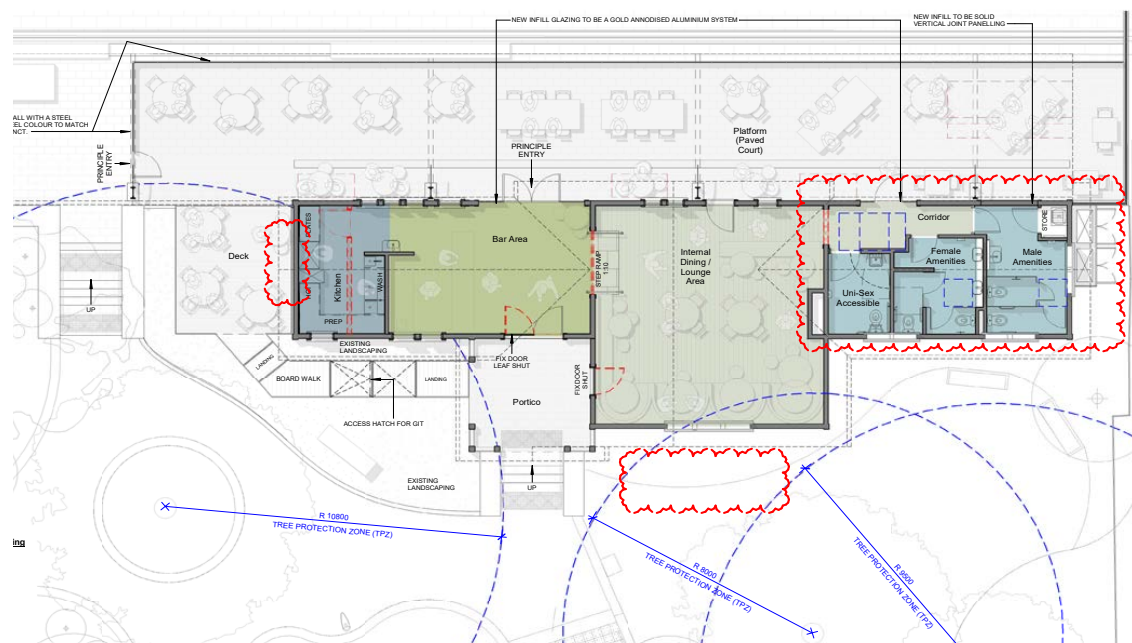 NEW INFILL GLAZING TO BE A GOLD ANNODISED ALUMINIUM SYSTEM
NEW INFILL TO BE SOLID
VERTICAL JOINT PANELLING
ALL WITH A STEEL
EL COLOUR TO MATCH
NCT.
PRINCIPLE
ENTRY
PRINCIPLE
ENTRY
Platform
(Paved
Court)
Deck
UP
Kitchen
WASH
PREP
Bar Area
STEP RAMP
1:10
Internal
Dining /
Lounge
Area
Corridor
STORE
Female
Amenities
Male
Amenities
Uni-Sex
Accessible
EXISTING
LANDSCAPING
LANDING
BOARD WALK
LANDING
FIX DOOR
LEAF SHUT
FIX DOOR
SHUT
Portico
ACCESS HATCH FOR GIT
EXISTING
LANDSCAPING
UP
R 10800
TREE PROTECTION ZONE (TPZ)
R 8000
TREE PROTECTION ZONE (TPZ)
R 9500
TREE PROTECTION ZONE (TPZ)
ing